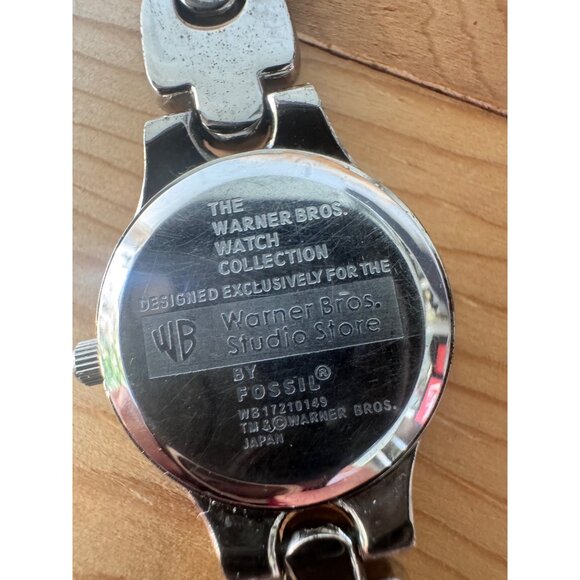 THE
WARNER BROS.
WATCH
COLLECTION
DESIGNED EXCLUSIVELY FOR THE
WB Warner Bros.
Studio Store
BY
FOSSIL®
WB17210149
TM&©WARNER BROS.
JAPAN